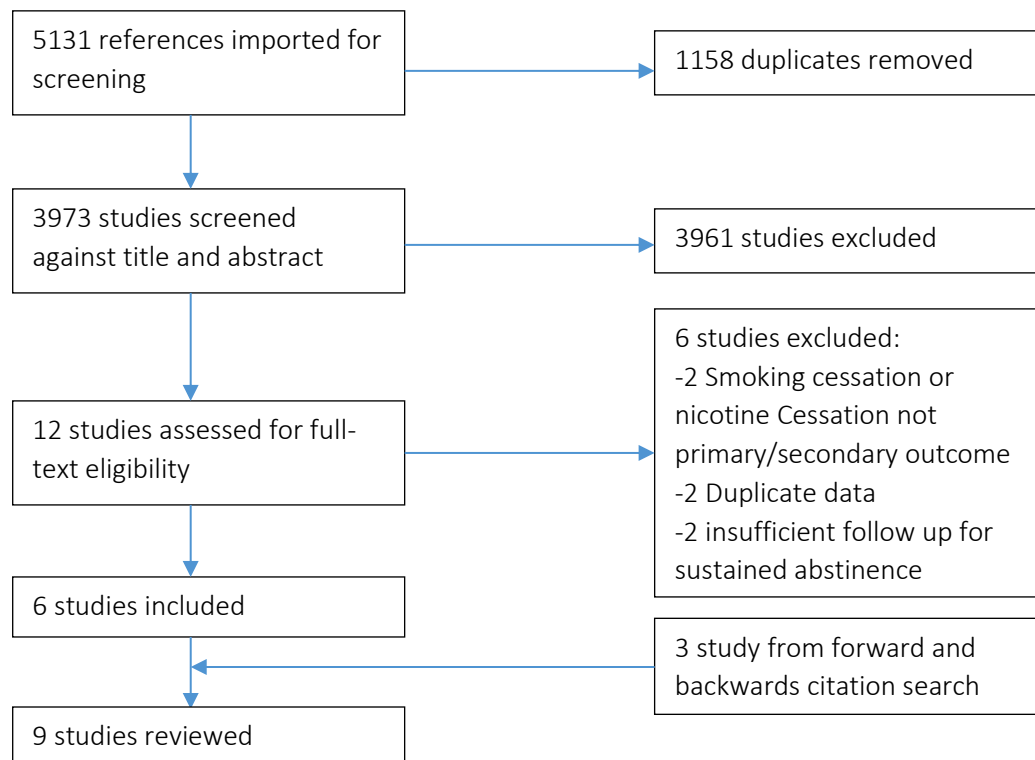 5131 references imported for
screening
1158 duplicates removed
3973 studies screened
against title and abstract
3961 studies excluded
12 studies assessed for full-
text eligibility
6 studies excluded:
-2 Smoking cessation or
nicotine Cessation not
primary/secondary outcome
-2 Duplicate data
-2 insufficient follow up for
sustained abstinence
6 studies included
3 study from forward and
backwards citation search
9 studies reviewed